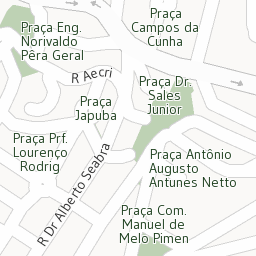 Praça Eng.
Norivaldo
Pêra Geral
Praça
Campos da
Cunha
R Aecri
Praça Dr.
Sales
Junior
Praça
Japuba
Praça Prf.
Lourenço
Rodrig
Praça Antônio
Augusto
Antunes Netto
R Dr Alberto Seabra
Praça Com.
Manuel de
Melo Pimen